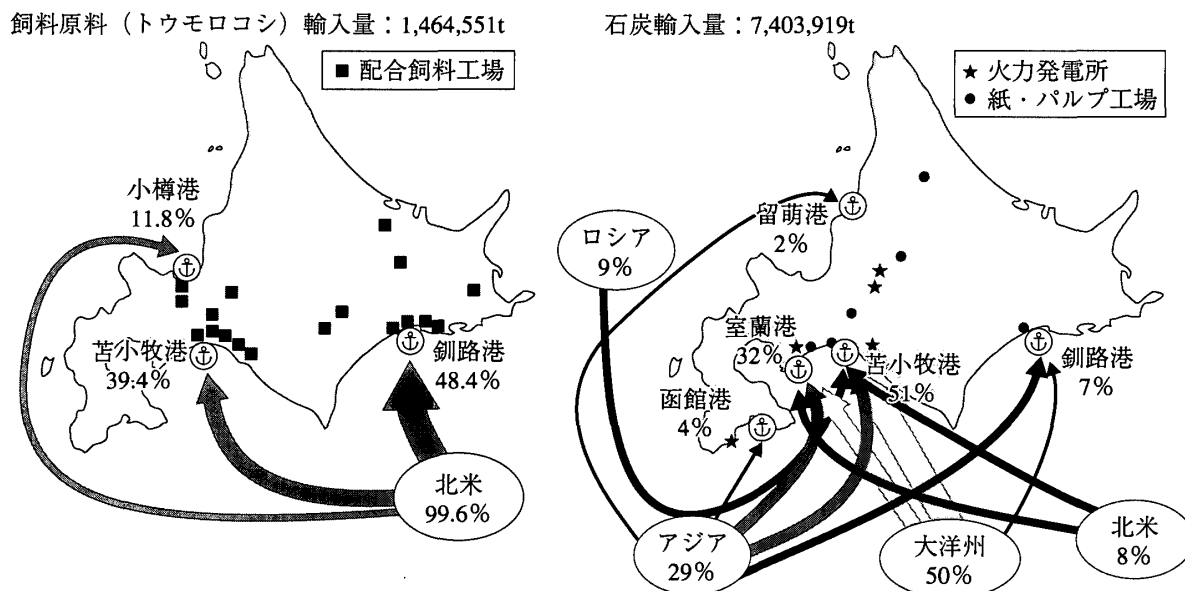 飼料原料（トウモロコシ）輸入量：1,464,551t
■ 配合飼料工場
小樽港
11.8%
苫小牧港
39.4%
釧路港
48.4%
北米
99.6%
石炭輸入量：7,403,919t
★ 火力発電所
● 紙・パルプ工場
留萌港
2%
ロシア
9%
室蘭港
32%
苫小牧港
51%
釧路港
7%
函館港
4%
アジア
29%
大洋州
50%
北米
8%